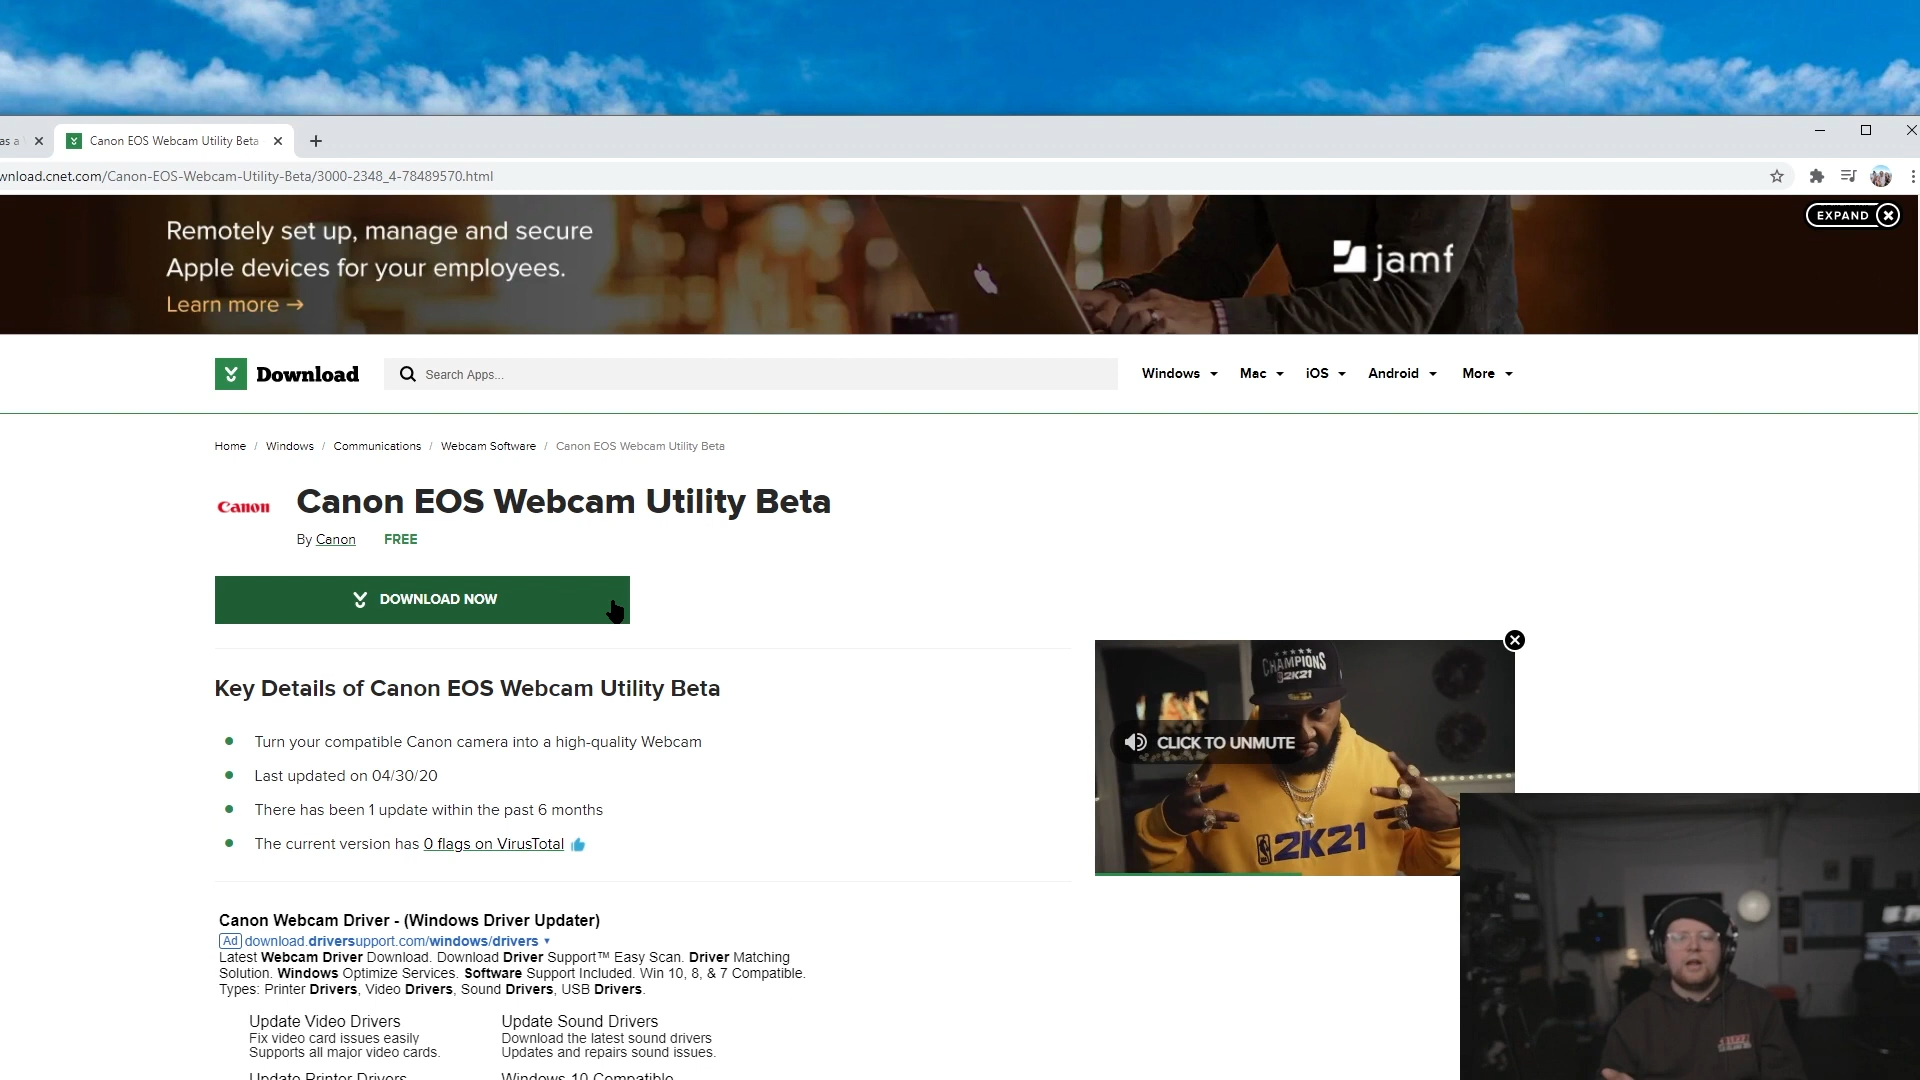 as a
Canon EOS Webcam Utility Beta
wnload.cnet.com/Canon-EOS-Webcam-Utility-Beta/3000-2348_4-78489570.html
Remotely set up, manage and secure
Apple devices for your employees.
Learn more →
jamf
EXPAND
Download
Search Apps...
Windows
Mac
iOS
Android
More
Home / Windows / Communications / Webcam Software / Canon EOS Webcam Utility Beta
Canon
Canon EOS Webcam Utility Beta
By Canon FREE
DOWNLOAD NOW
Key Details of Canon EOS Webcam Utility Beta
Turn your compatible Canon camera into a high-quality Webcam
Last updated on 04/30/20
There has been 1 update within the past 6 months
The current version has 0 flags on VirusTotal
CHAMPIONS
2K21
CLICK TO UNMUTE
2K21
Canon Webcam Driver - (Windows Driver Updater)
Ad download.driversupport.com/windows/drivers
Latest Webcam Driver Download. Download Driver Support™ Easy Scan. Driver Matching
Solution. Windows Optimize Services. Software Support Included. Win 10, 8, & 7 Compatible.
Types: Printer Drivers, Video Drivers, Sound Drivers, USB Drivers.
Update Video Drivers
Fix video card issues easily
Supports all major video cards.
Update Sound Drivers
Download the latest sound drivers
Updates and repairs sound issues.
Update Printer Drivers
Windows 10 Compatible